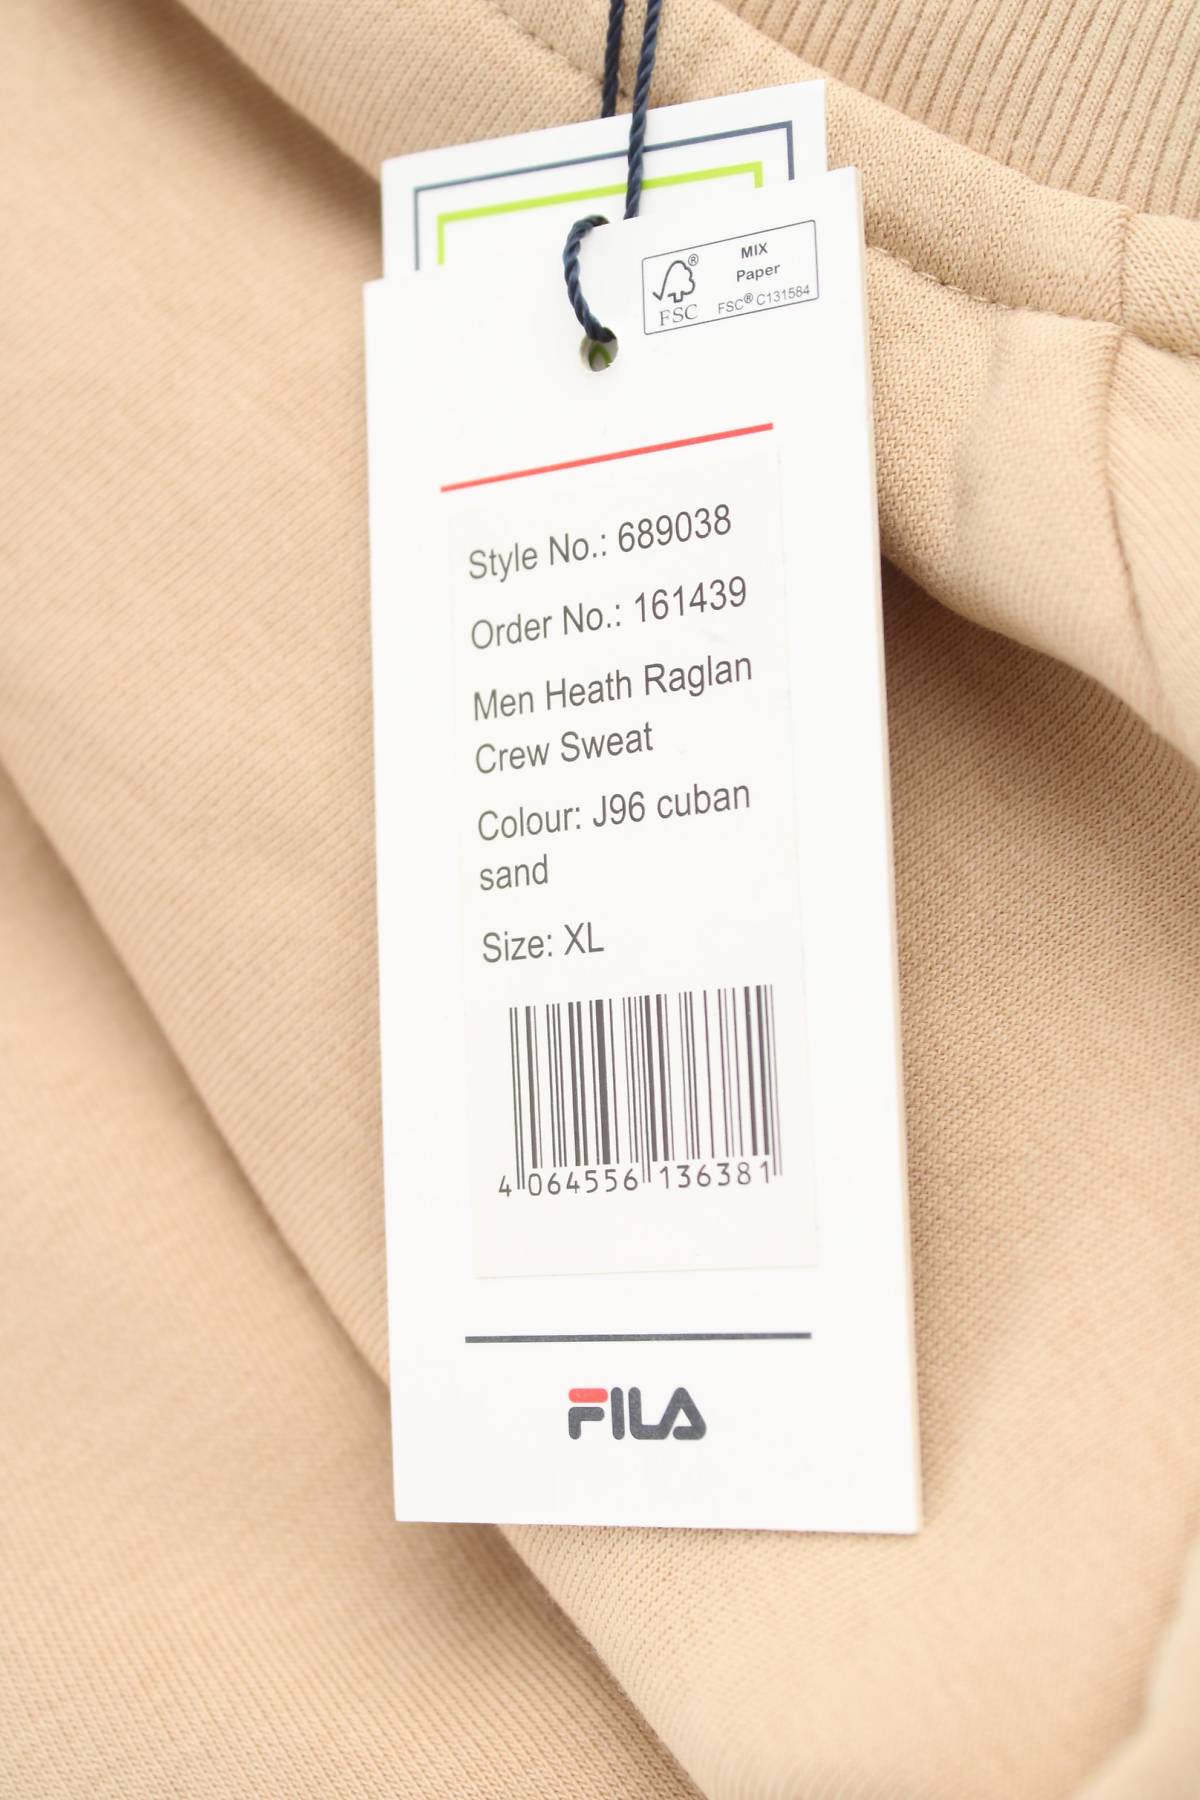 MIX
Paper
FSC® C131584
®
FSC
Style No.: 689038
Order No.: 161439
Men Heath Raglan
Crew Sweat
Colour: J96 cuban
sand
Size: XL
4 064556 136381
FILA